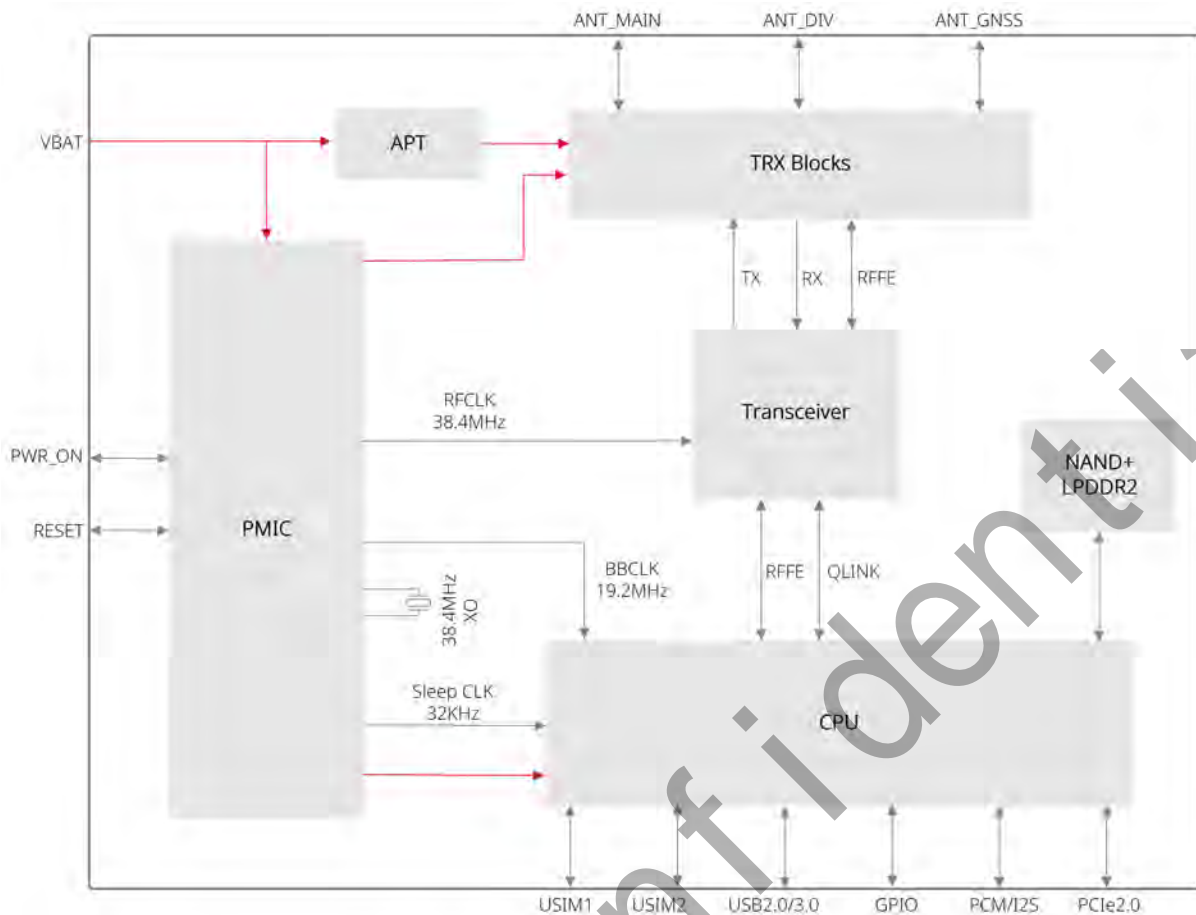 ANT_MAIN
ANT_DIV
ANT_GNSS
VBAT
APT
TRX Blocks
TX
RX
RFFE
RFCLK
38.4MHz
Transceiver
PWR_ON
NAND+
LPDDR2
RESET
PMIC
BBCLK
19.2MHz
RFFE
QLINK
38.4MHz
XO
Sleep CLK
32KHz
CPU
USIM1
USIM2
USB2.0/3.0
GPIO
PCM/I2S
PCIe2.0
nfidenti